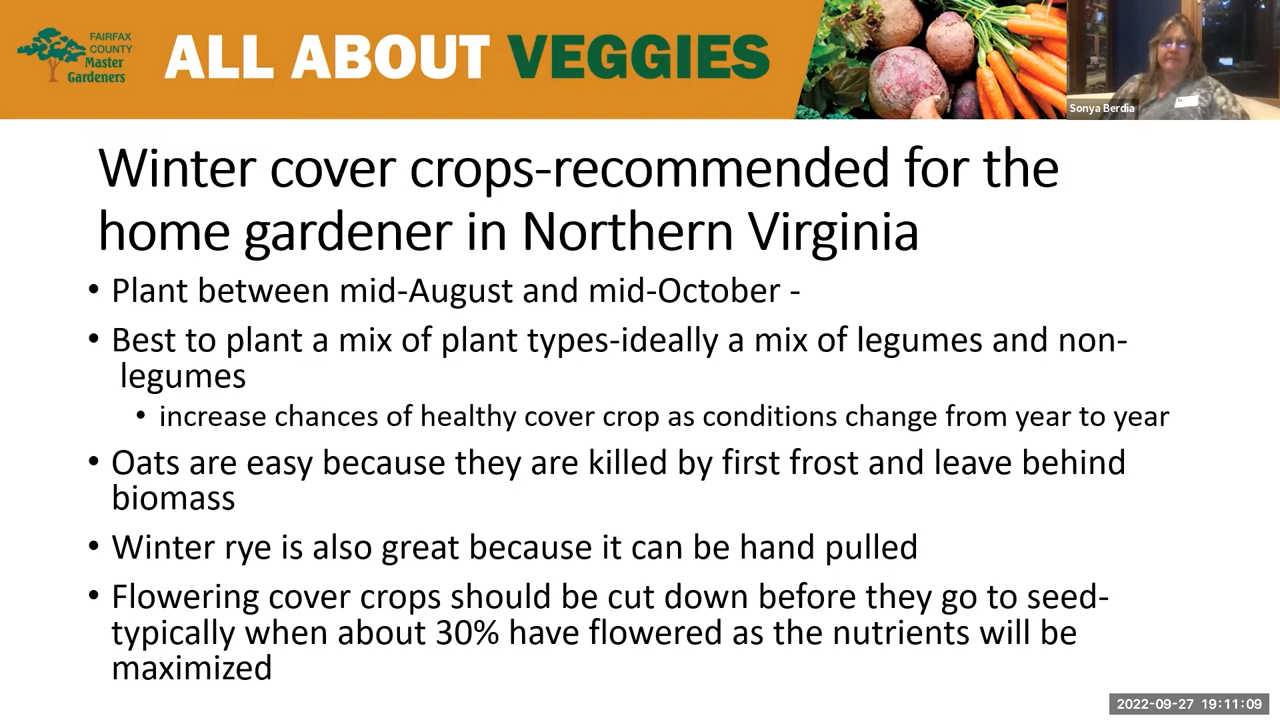 FAIRFAX
COUNTY
Master
Gardeners
ALL ABOUT VEGGIES
Sonya Berdia
Winter cover crops-recommended for the
home gardener in Northern Virginia
• Plant between mid-August and mid-October -
• Best to plant a mix of plant types-ideally a mix of legumes and non-
legumes
• increase chances of healthy cover crop as conditions change from year to year
• Oats are easy because they are killed by first frost and leave behind
biomass
• Winter rye is also great because it can be hand pulled
• Flowering cover crops should be cut down before they go to seed-
typically when about 30% have flowered as the nutrients will be
maximized
2022-09-27 19:11:09